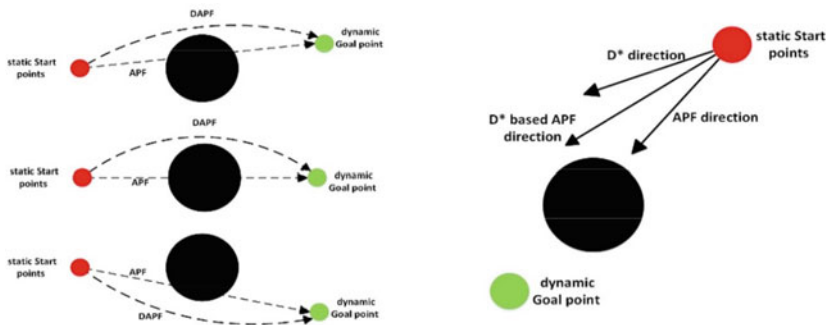 DAPF
dynamic
Goal point
static Start
points
APF
DAPF
static Start
points
APF
dynamic
Goal point
static Start
points
APF
DAPF
dynamic
Goal point
static Start
points
D* direction
D* based APF
direction
APF direction
dynamic
Goal point